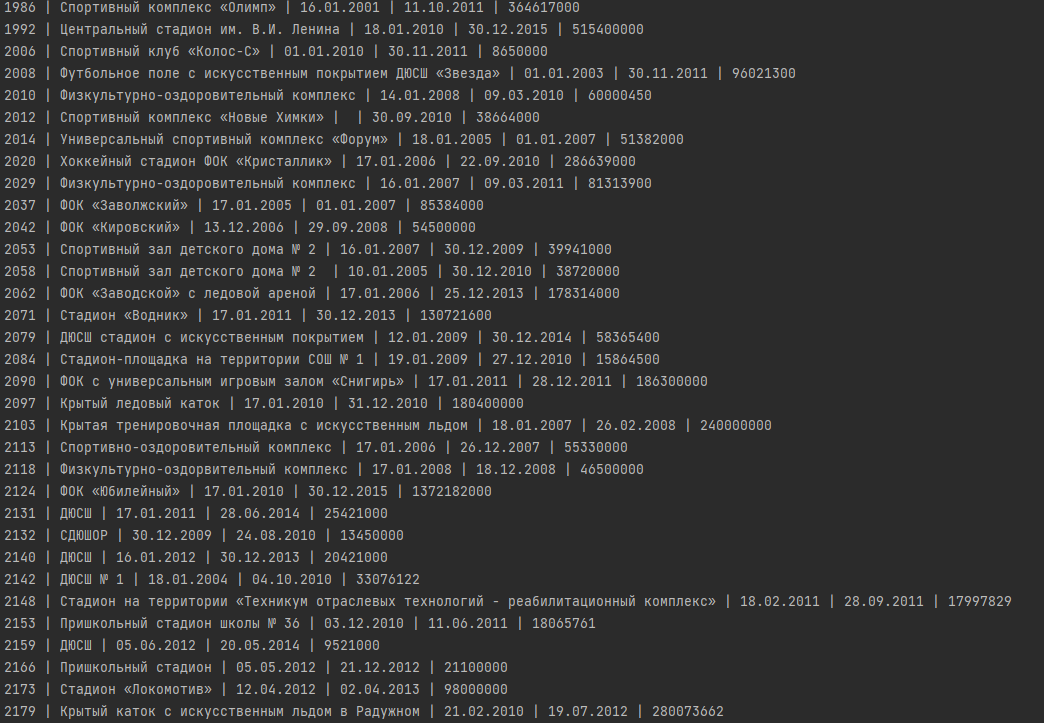 1986 | Спортивный комплекс «Олимп» | 16.01.2001 | 11.10.2011 | 364617000
1992 | Центральный стадион им. В.И. Ленина | 18.01.2010 | 30.12.2015 | 515400000
2006 | Спортивный клуб «Колос-С» | 01.01.2010 | 30.11.2011 | 8650000
2008 | Футбольное поле с искусственным покрытием ДЮСШ «Звезда» | 01.01.2003 | 30.11.2011 | 96021300
2010 | Физкультурно-оздоровительный комплекс | 14.01.2008 | 09.03.2010 | 60000450
2012 | Спортивный комплекс «Новые Химки» |  | 30.09.2010 | 38664000
2014 | Универсальный спортивный комплекс «Форум» | 18.01.2005 | 01.01.2007 | 51382000
2020 | Хоккейный стадион ФОК «Кристаллик» | 17.01.2006 | 22.09.2010 | 286639000
2029 | Физкультурно-оздоровительный комплекс | 16.01.2007 | 09.03.2011 | 81313900
2037 | ФОК «Заволжский» | 17.01.2005 | 01.01.2007 | 85384000
2042 | ФОК «Кировский» | 13.12.2006 | 29.09.2008 | 54500000
2053 | Спортивный зал детского дома № 2 | 16.01.2007 | 30.12.2009 | 39941000
2058 | Спортивный зал детского дома № 2  | 10.01.2005 | 30.12.2010 | 38720000
2062 | ФОК «Заводской» с ледовой ареной | 17.01.2006 | 25.12.2013 | 178314000
2071 | Стадион «Водник» | 17.01.2011 | 30.12.2013 | 130721600
2079 | ДЮСШ стадион с искусственным покрытием | 12.01.2009 | 30.12.2014 | 58365400
2084 | Стадион-площадка на территории СОШ № 1 | 19.01.2009 | 27.12.2010 | 15864500
2090 | ФОК с универсальным игровым залом «Снигирь» | 17.01.2011 | 28.12.2011 | 186300000
2097 | Крытый ледовый каток | 17.01.2010 | 31.12.2010 | 180400000
2103 | Крытая тренировочная площадка с искусственным льдом | 18.01.2007 | 26.02.2008 | 240000000
2113 | Спортивно-оздоровительный комплекс | 17.01.2006 | 26.12.2007 | 55330000
2118 | Физкультурно-оздорвительный комплекс | 17.01.2008 | 18.12.2008 | 46500000
2124 | ФОК «Юбилейный» | 17.01.2010 | 30.12.2015 | 1372182000
2131 | ДЮСШ | 17.01.2011 | 28.06.2014 | 25421000
2132 | СДЮШОР | 30.12.2009 | 24.08.2010 | 13450000
2140 | ДЮСШ | 16.01.2012 | 30.12.2013 | 20421000
2142 | ДЮСШ № 1 | 18.01.2004 | 04.10.2010 | 33076122
2148 | Стадион на территории «Техникум отраслевых технологий - реабилитационный комплекс» | 18.02.2011 | 28.09.2011 | 17997829
2153 | Пришкольный стадион школы № 36 | 03.12.2010 | 11.06.2011 | 18065761
2159 | ДЮСШ | 05.06.2012 | 20.05.2014 | 9521000
2166 | Пришкольный стадион | 05.05.2012 | 21.12.2012 | 21100000
2173 | Стадион «Локомотив» | 12.04.2012 | 02.04.2013 | 98000000
2179 | Крытый каток с искусственным льдом в Радужном | 21.02.2010 | 19.07.2012 | 280073662